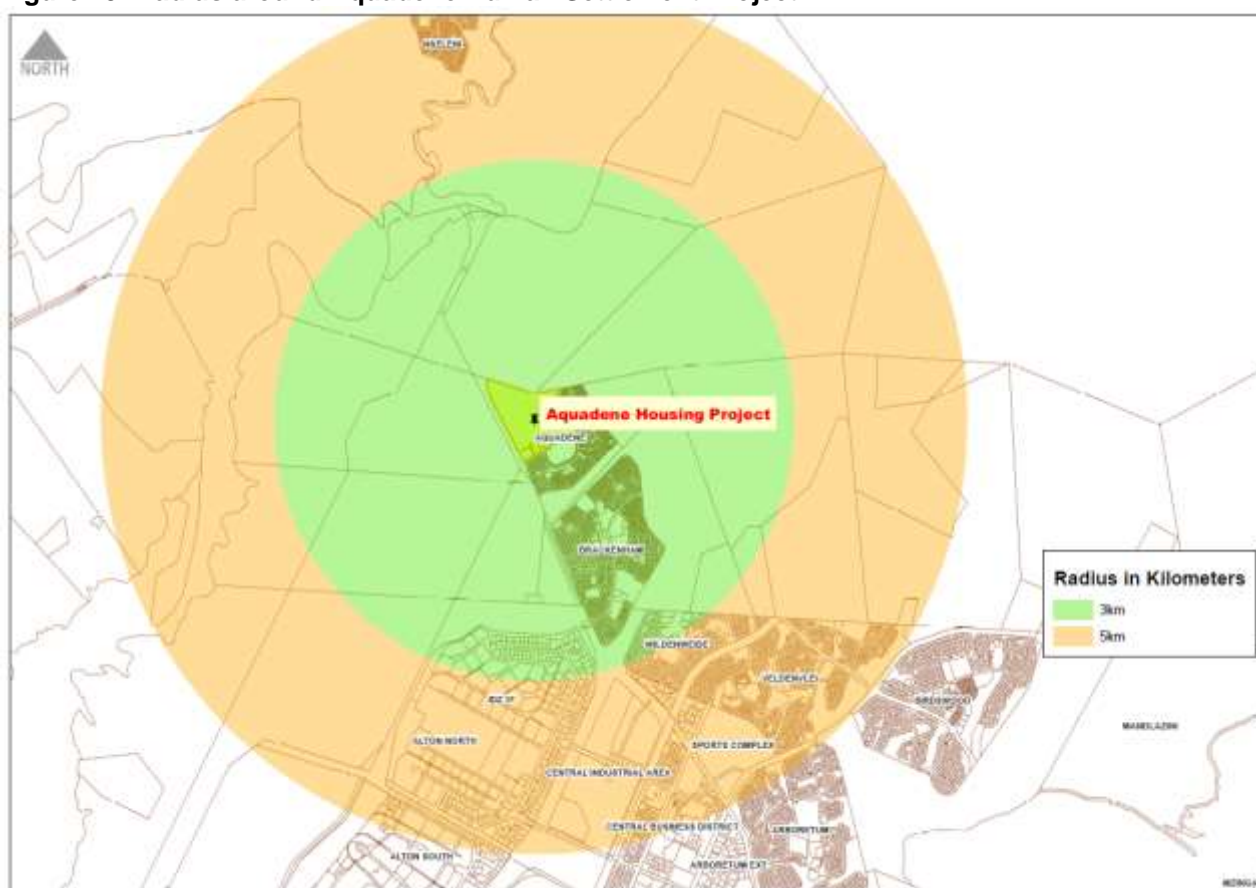 NORTH
Aquadene Housing Project
AQUADENE
BRACKENHAM
WILDENWEIDE
VELDENVLEI
BIRDSWOOD
MANDLAZINI
IDZ 1F
ALTON NORTH
SPORTS COMPLEX
CENTRAL INDUSTRIAL AREA
CENTRAL BUSINESS DISTRICT
ARBORETUM
ALTON SOUTH
ARBORETUM EXT
Radius in Kilometers
3km
5km